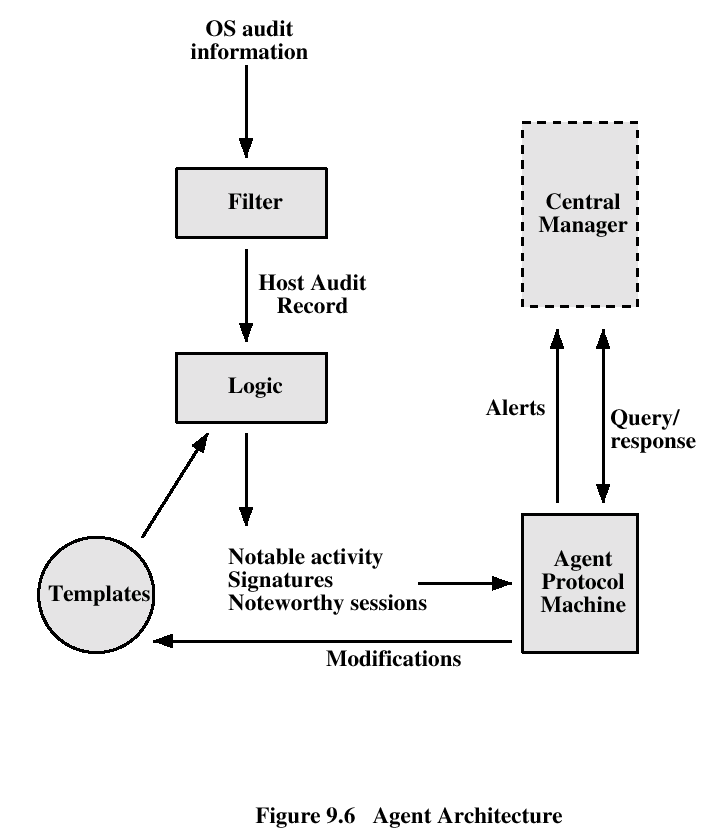 OS audit
information
Filter
Central
Manager
Host Audit
Record
Logic
Alerts
Query/
response
Notable activity
Signatures
Noteworthy sessions
Agent
Protocol
Machine
Templates
Modifications
Figure 9.6 Agent Architecture